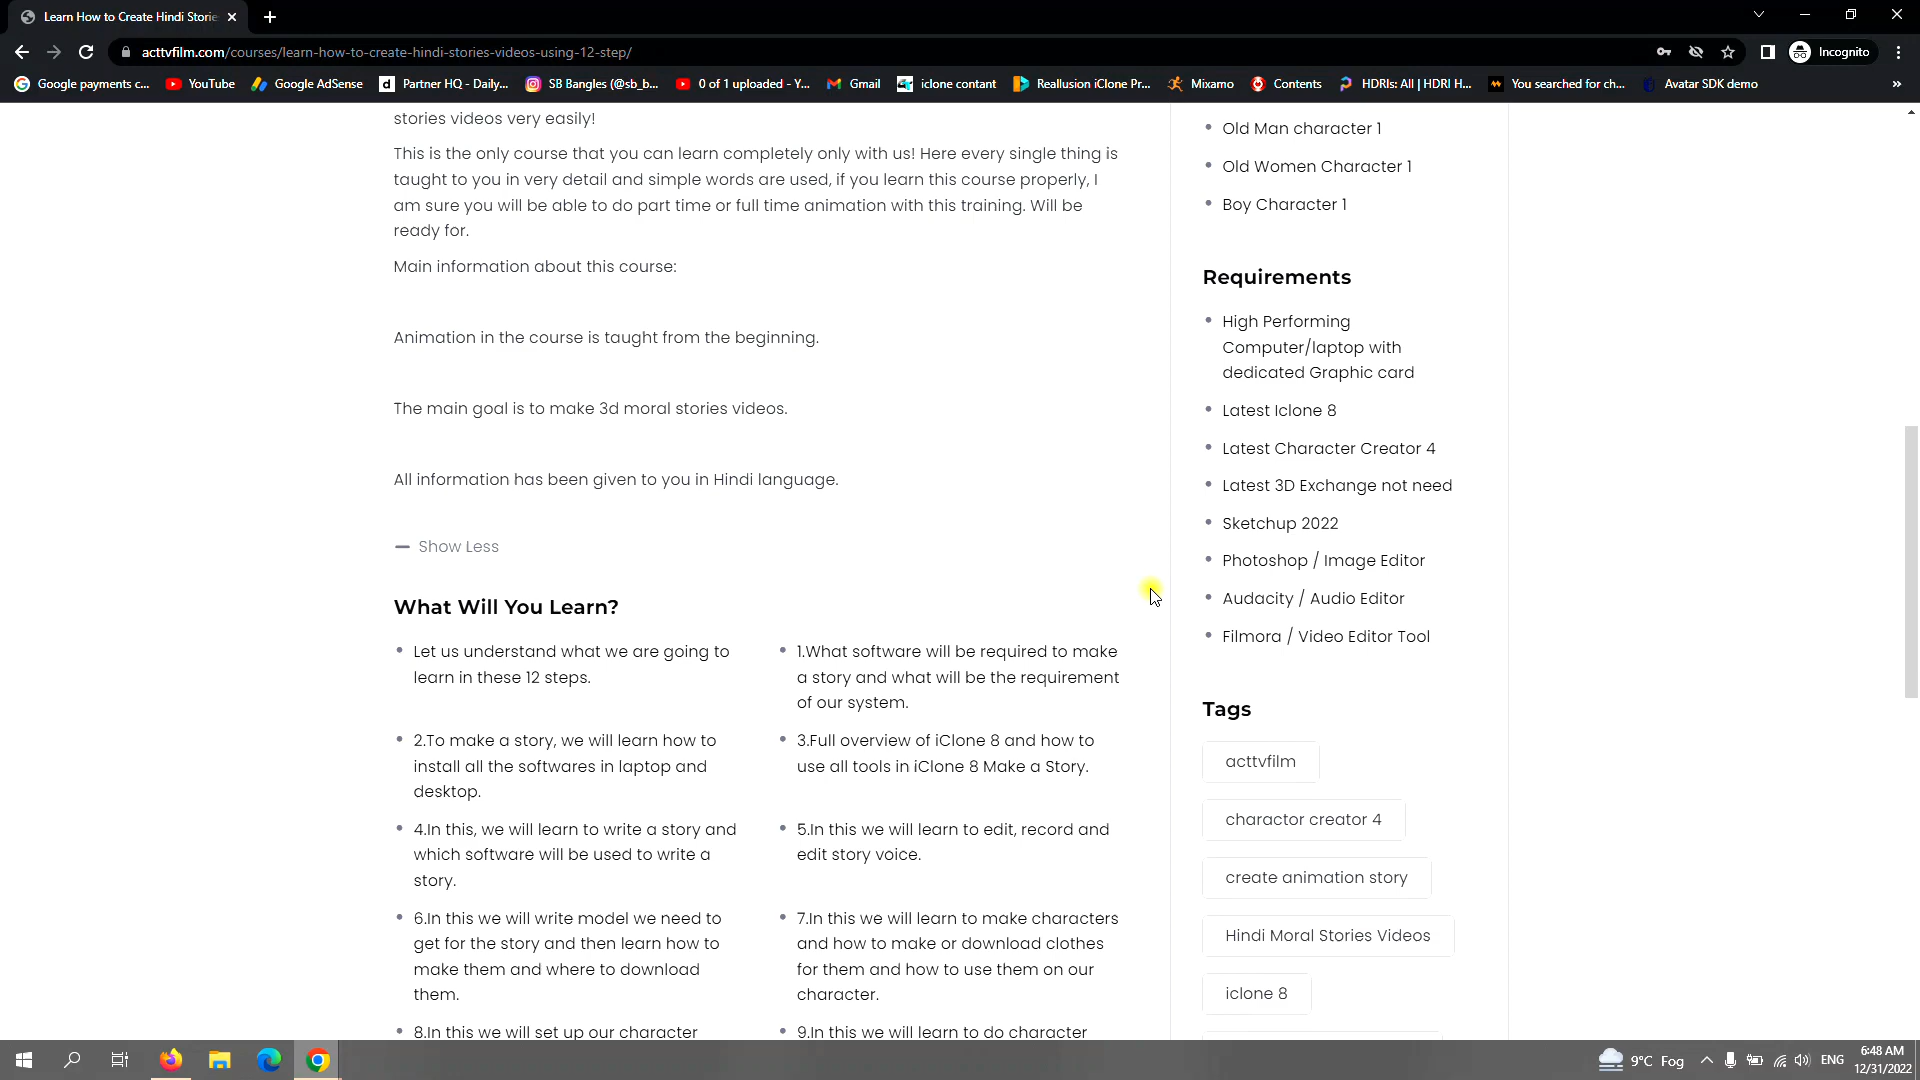 Learn How to Create Hindi Storie
acttvfilm.com/courses/learn-how-to-create-hindi-stories-videos-using-12-step/
Incognito
Google payments c...
YouTube
Google AdSense
Partner HQ - Daily...
SB Bangles (@sb_b...
0 of 1 uploaded - Y...
Gmail
iclone contant
Reallusion iClone Pr...
Mixamo
Contents
HDRIs: All | HDRI H...
You searched for ch...
Avatar SDK demo
»
stories videos very easily!
This is the only course that you can learn completely only with us! Here every single thing is
taught to you in very detail and simple words are used, if you learn this course properly, I
am sure you will be able to do part time or full time animation with this training. Will be
ready for.
Main information about this course:
Animation in the course is taught from the beginning.
The main goal is to make 3d moral stories videos.
All information has been given to you in Hindi language.
Show Less
What Will You Learn?
Let us understand what we are going to
learn in these 12 steps.
1.What software will be required to make
a story and what will be the requirement
of our system.
2.To make a story, we will learn how to
install all the softwares in laptop and
desktop.
3.Full overview of iClone 8 and how to
use all tools in iClone 8 Make a Story.
4.In this, we will learn to write a story and
which software will be used to write a
story.
5.In this we will learn to edit, record and
edit story voice.
6.In this we will write model we need to
get for the story and then learn how to
make them and where to download
them.
7.In this we will learn to make characters
and how to make or download clothes
for them and how to use them on our
character.
8.In this we will set up our character
9.In this we will learn to do character
Old Man character 1
Old Women Character 1
Boy Character 1
Requirements
High Performing
Computer/laptop with
dedicated Graphic card
Latest Iclone 8
Latest Character Creator 4
Latest 3D Exchange not need
Sketchup 2022
Photoshop / Image Editor
Audacity / Audio Editor
Filmora / Video Editor Tool
Tags
acttvfilm
charactor creator 4
create animation story
Hindi Moral Stories Videos
iclone 8
9°C Fog
ENG
6:48 AM
12/31/2022